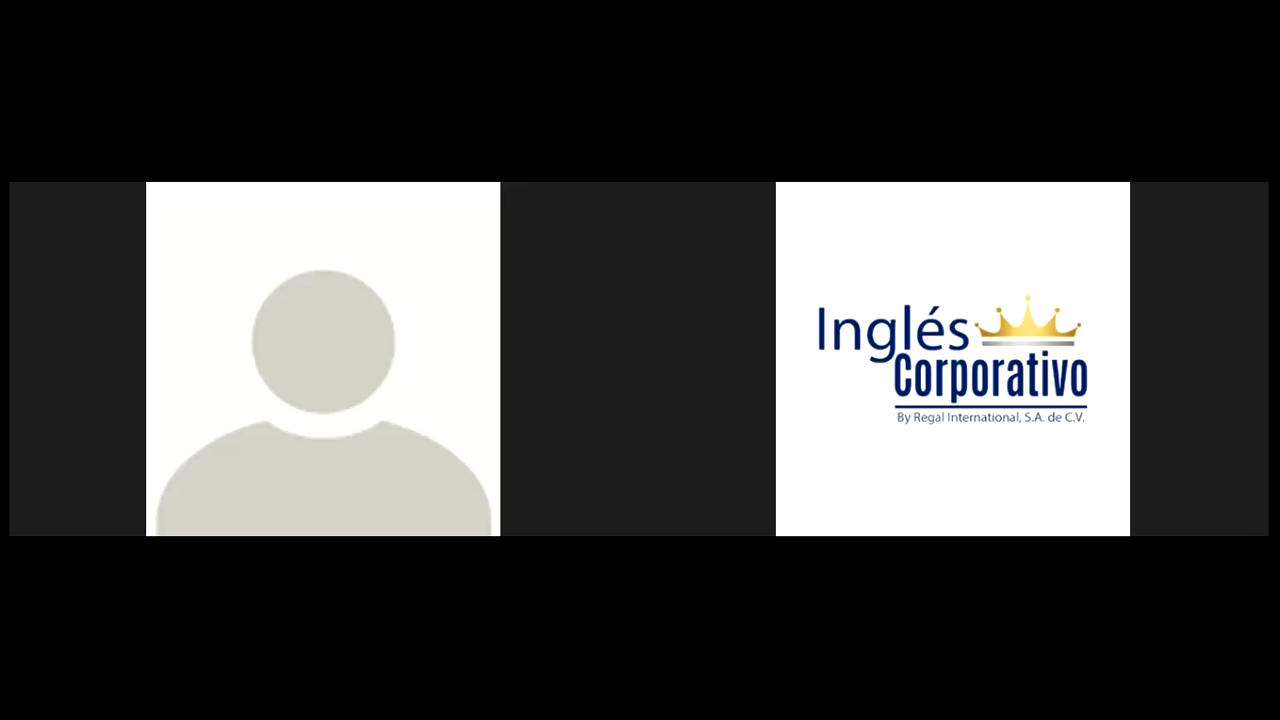 Inglés
Corporativo
By Regal International, S.A. de C.V.